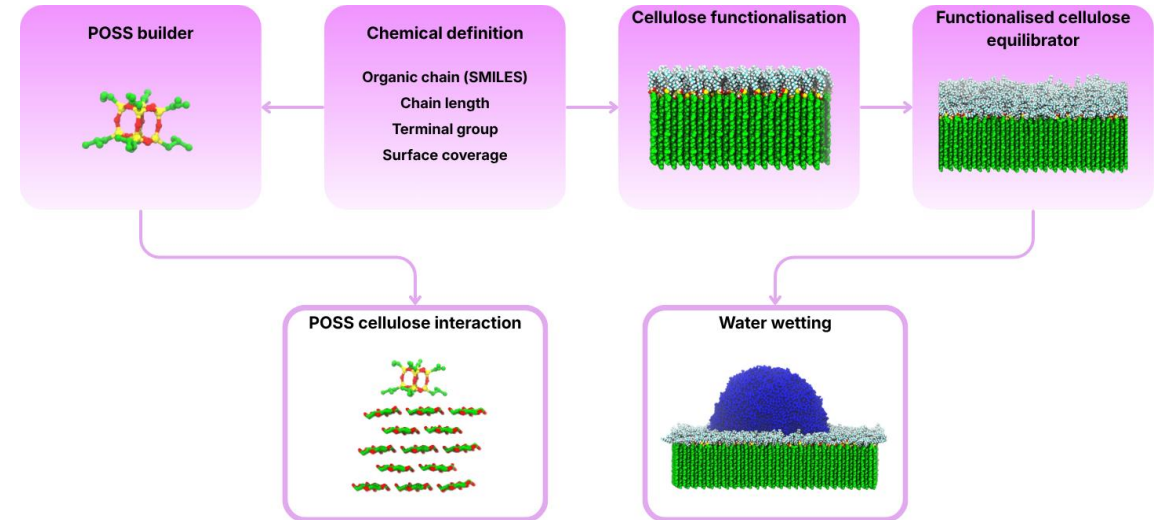 POSS builder
Chemical definition
Organic chain (SMILES)
Chain length
Terminal group
Surface coverage
Cellulose functionalisation
Functionalised cellulose
equilibrator
POSS cellulose interaction
Water wetting